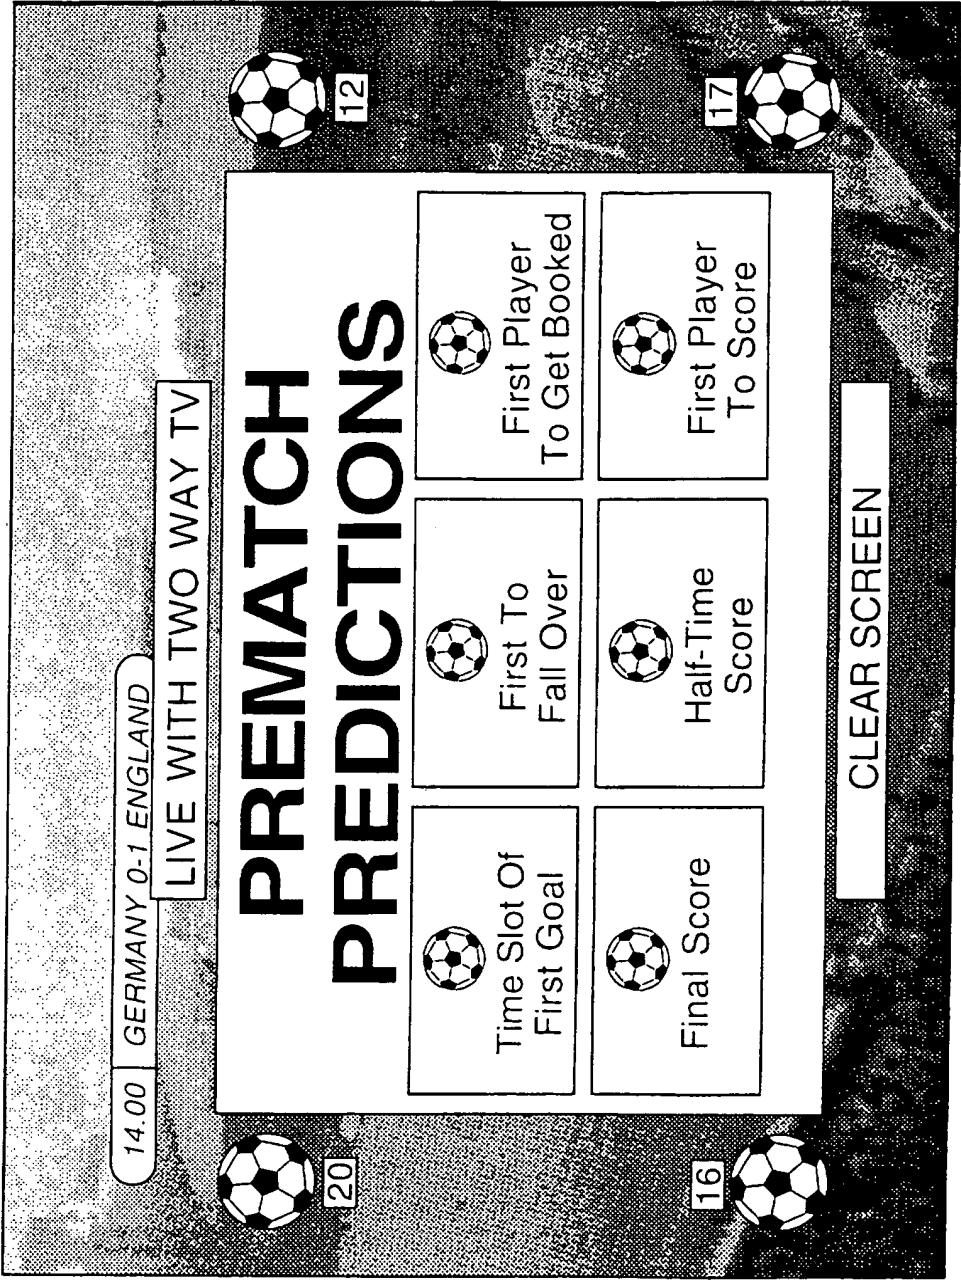 14.00 GERMANY 0-1 ENGLAND
LIVE WITH TWO WAY TV
20
12
PREMATCH
PREDICTIONS
Time Slot Of
First Goal
First To
Fall Over
First Player
To Get Booked
Final Score
Half-Time
Score
First Player
To Score
16
17
CLEAR SCREEN